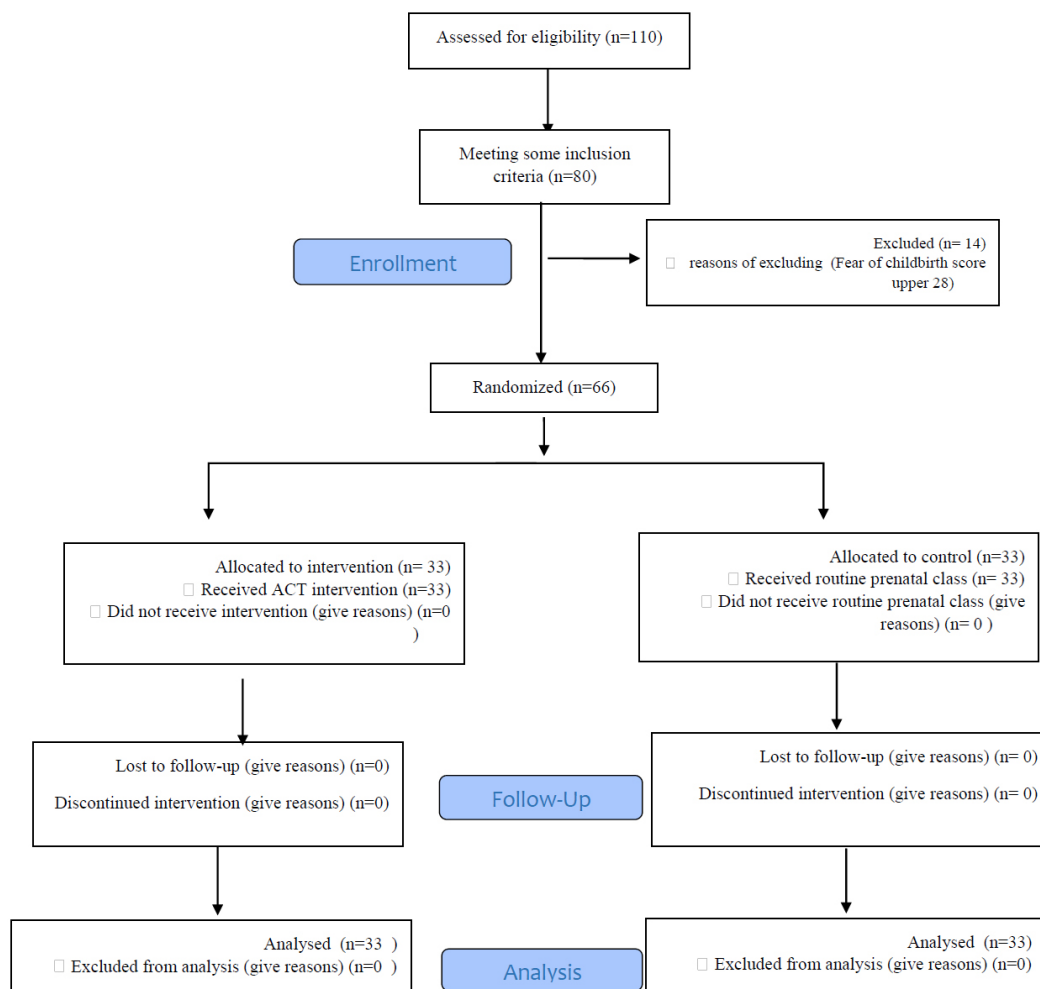 Assessed for eligibility (n=110)
Meeting some inclusion
criteria (n=80)
Enrollment
Excluded (n= 14)
□ reasons of excluding (Fear of childbirth score
upper 28)
Randomized (n=66)
Allocated to intervention (n= 33)
□ Received ACT intervention (n=33)
□ Did not receive intervention (give reasons) (n=0
)
Allocated to control (n=33)
□ Received routine prenatal class (n= 33)
□ Did not receive routine prenatal class (give
reasons) (n= 0 )
Lost to follow-up (give reasons) (n=0)
Discontinued intervention (give reasons) (n=0)
Follow-Up
Lost to follow-up (give reasons) (n= 0)
Discontinued intervention (give reasons) (n= 0)
Analysed (n=33 )
□ Excluded from analysis (give reasons) (n=0 )
Analysis
Analysed (n=33)
□ Excluded from analysis (give reasons) (n=0)